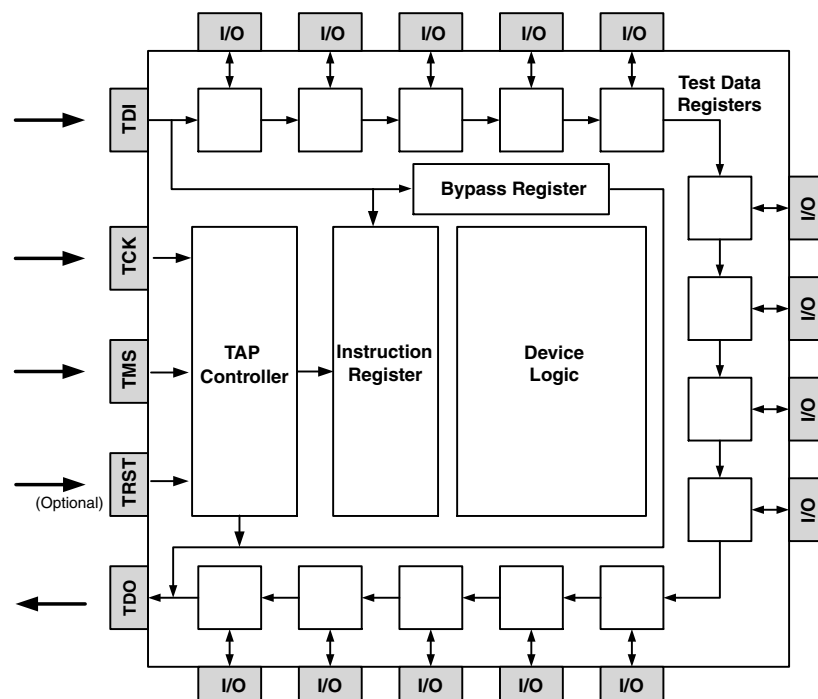 I/O I/O I/O I/O I/O
Test Data
Registers
TDI
Bypass Register
I/O
TCK
I/O
TAP
Controller
Instruction
Register
Device
Logic
TMS
I/O
TRST
(Optional)
I/O
TDO
I/O I/O I/O I/O I/O